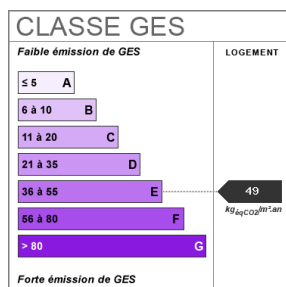 CLASSE GES
Faible émission de GES
LOGEMENT
≤ 5 A
6 à 10 B
11 à 20 C
21 à 35 D
36 à 55 E
49
kgéqCO2/m².an
56 à 80 F
> 80 G
Forte émission de GES